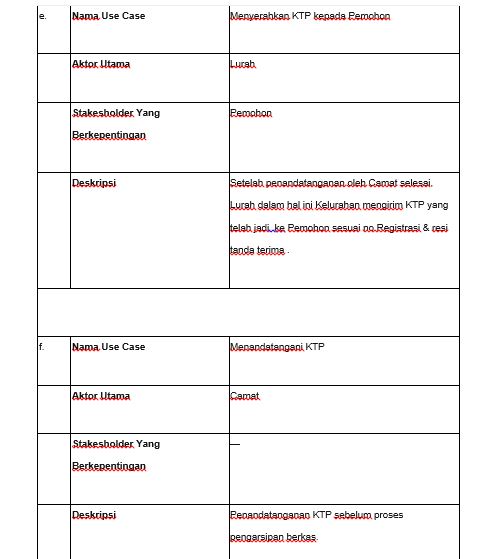 e. Nama Use Case Menyerahkan KTP kepada Pemohon
Aktor Utama Lurah
Stakesholder Yang Pemohon
Berkepentingan
Deskripsi Setelah penandatanganan oleh Camat selesai.
Lurah dalam hal ini Kelurahan mengirim KTP yang
telah jadi, ke Pemohon sesuai no.Registrasi & resi
tanda terima .
f. Nama Use Case Menandatangani KTP
Aktor Utama Camat
Stakesholder Yang —
Berkepentingan
Deskripsi Penandatanganan KTP sebelum proses
pengarsipan berkas.